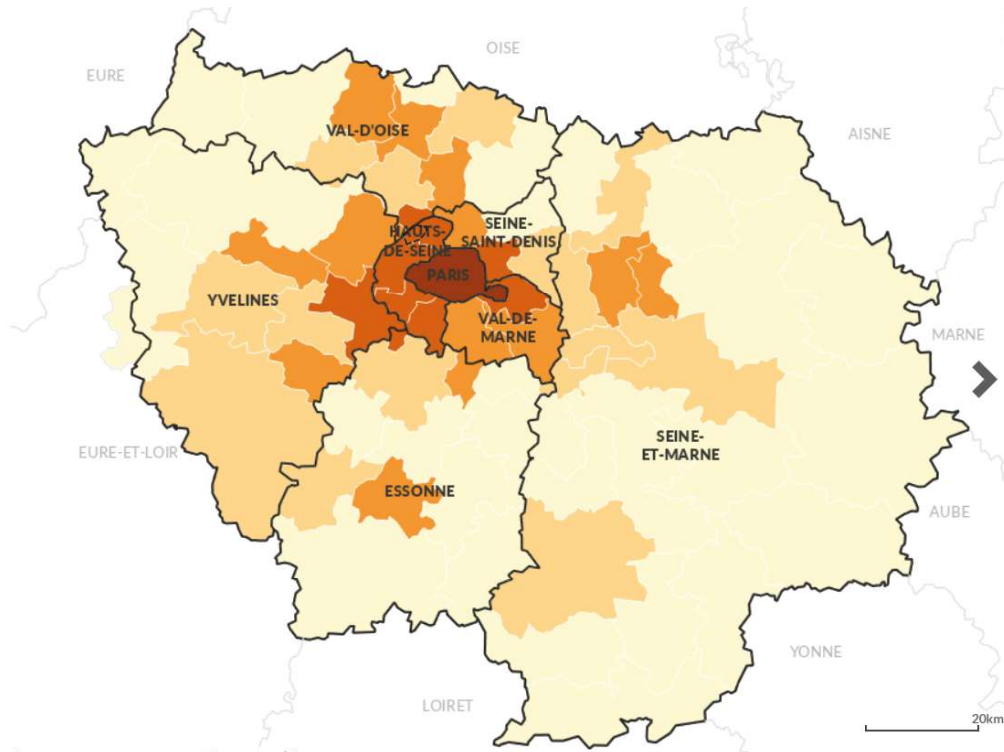 OISE
EURE
VAL-D'OISE
AISNE
HAUTS-
DE-SEINE
SEINE-
SAINT-DENIS
PARIS
YVELINES
VAL-DE-
MARNE
MARNE
SEINE-
ET-MARNE
EURE-ET-LOIR
ESSONNE
AUBE
YONNE
LOIRET
20km